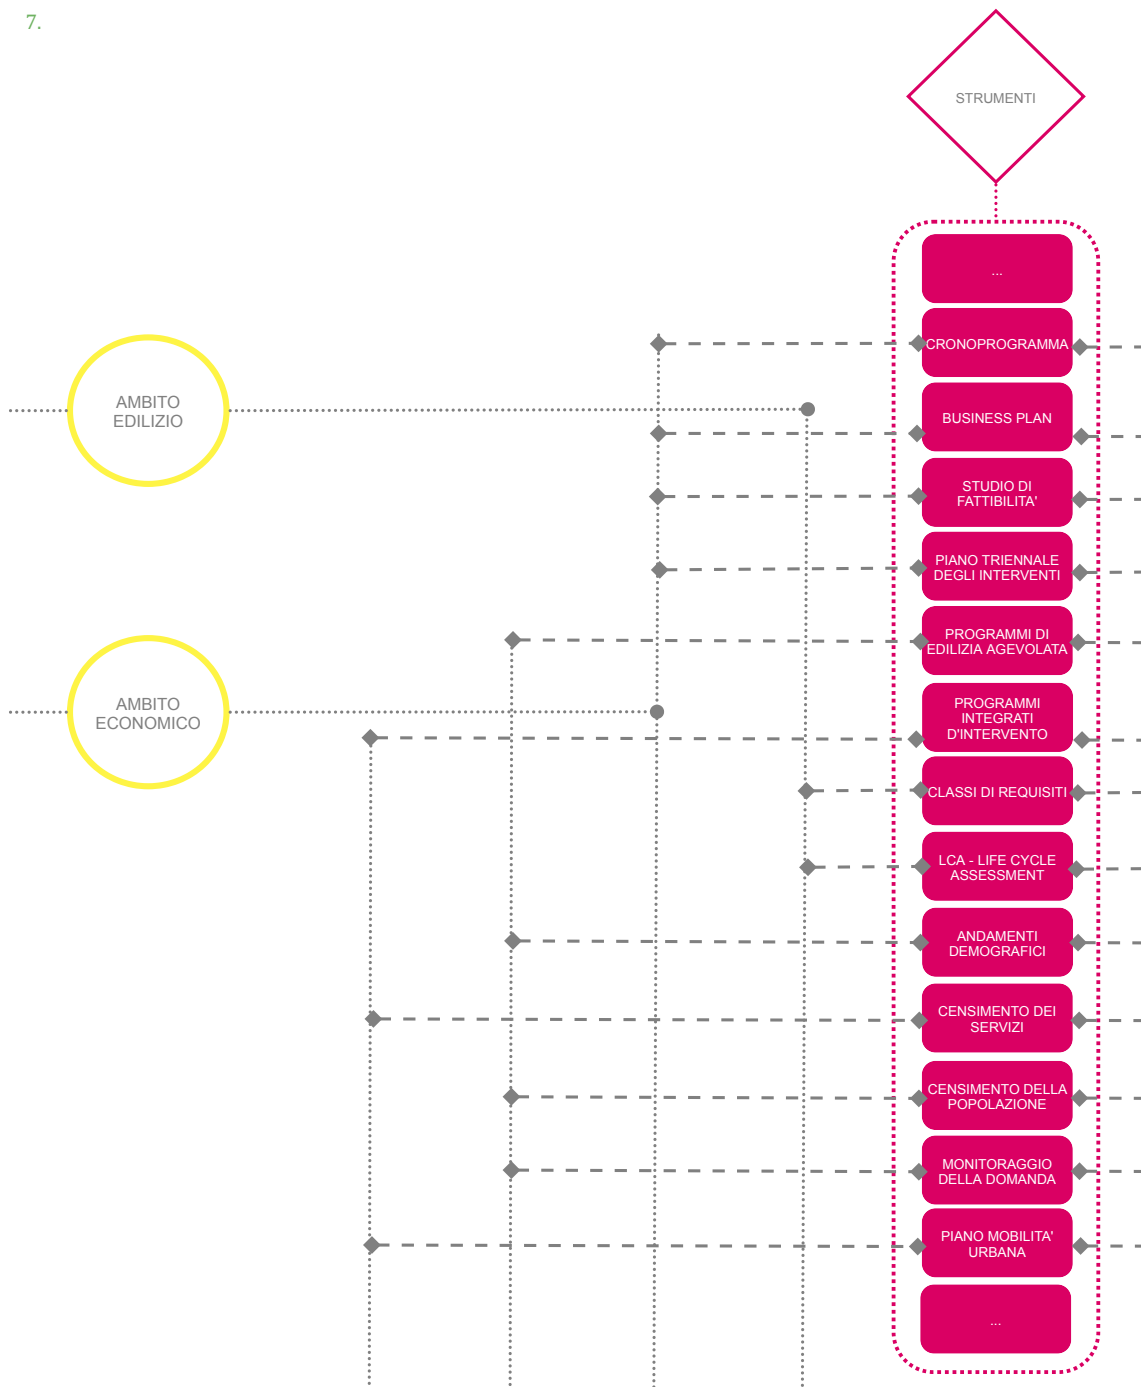 7.
STRUMENTI
...
CRONOPROGRAMMA
AMBITO
EDILIZIO
BUSINESS PLAN
STUDIO DI
FATTIBILITA'
PIANO TRIENNALE
DEGLI INTERVENTI
PROGRAMMI DI
EDILIZIA AGEVOLATA
AMBITO
ECONOMICO
PROGRAMMI
INTEGRATI
D'INTERVENTO
CLASSI DI REQUISITI
LCA - LIFE CYCLE
ASSESSMENT
ANDAMENTI
DEMOGRAFICI
CENSIMENTO DEI
SERVIZI
CENSIMENTO DELLA
POPOLAZIONE
MONITORAGGIO
DELLA DOMANDA
PIANO MOBILITA'
URBANA
...